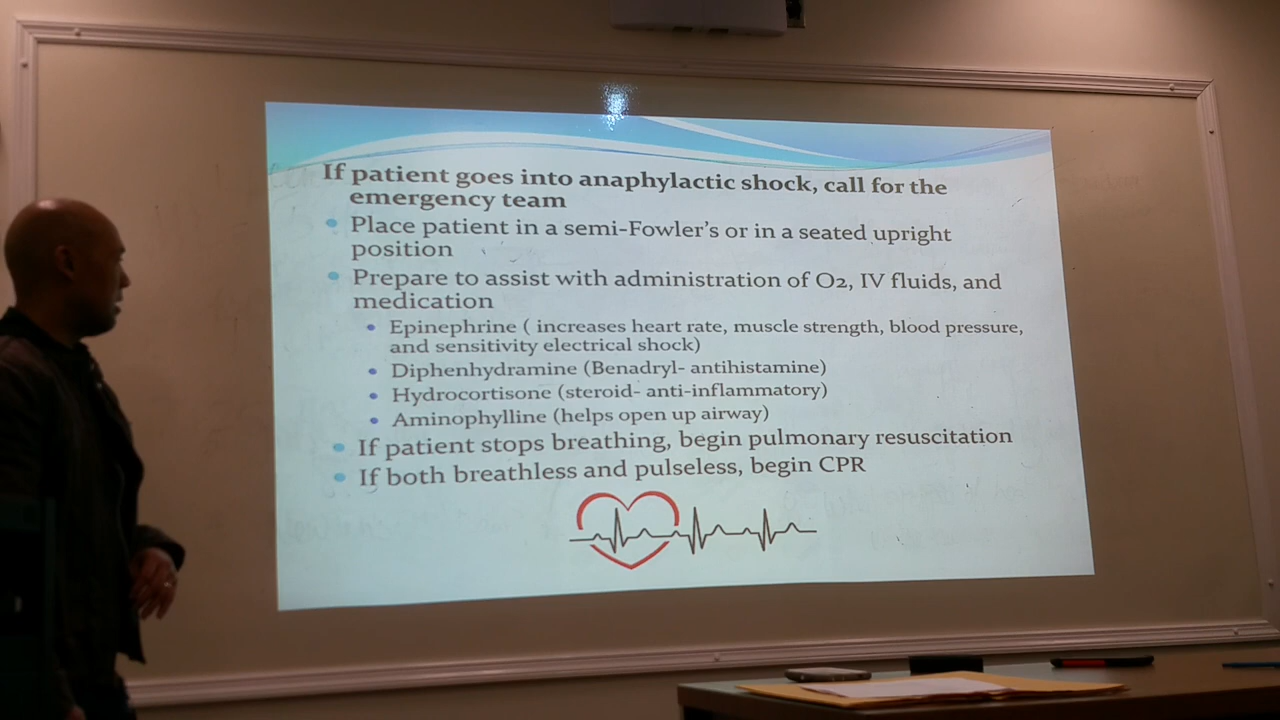 If patient goes into anaphylactic shock, call for the
emergency team
Place patient in a semi-Fowler's or in a seated upright
position
Prepare to assist with administration of O2, IV fluids, and
medication
Epinephrine ( increases heart rate, muscle strength, blood pressure,
and sensitivity electrical shock)
Diphenhydramine (Benadryl- antihistamine)
Hydrocortisone (steroid- anti-inflammatory)
Aminophylline (helps open up airway)
If patient stops breathing, begin pulmonary resuscitation
If both breathless and pulseless, begin CPR